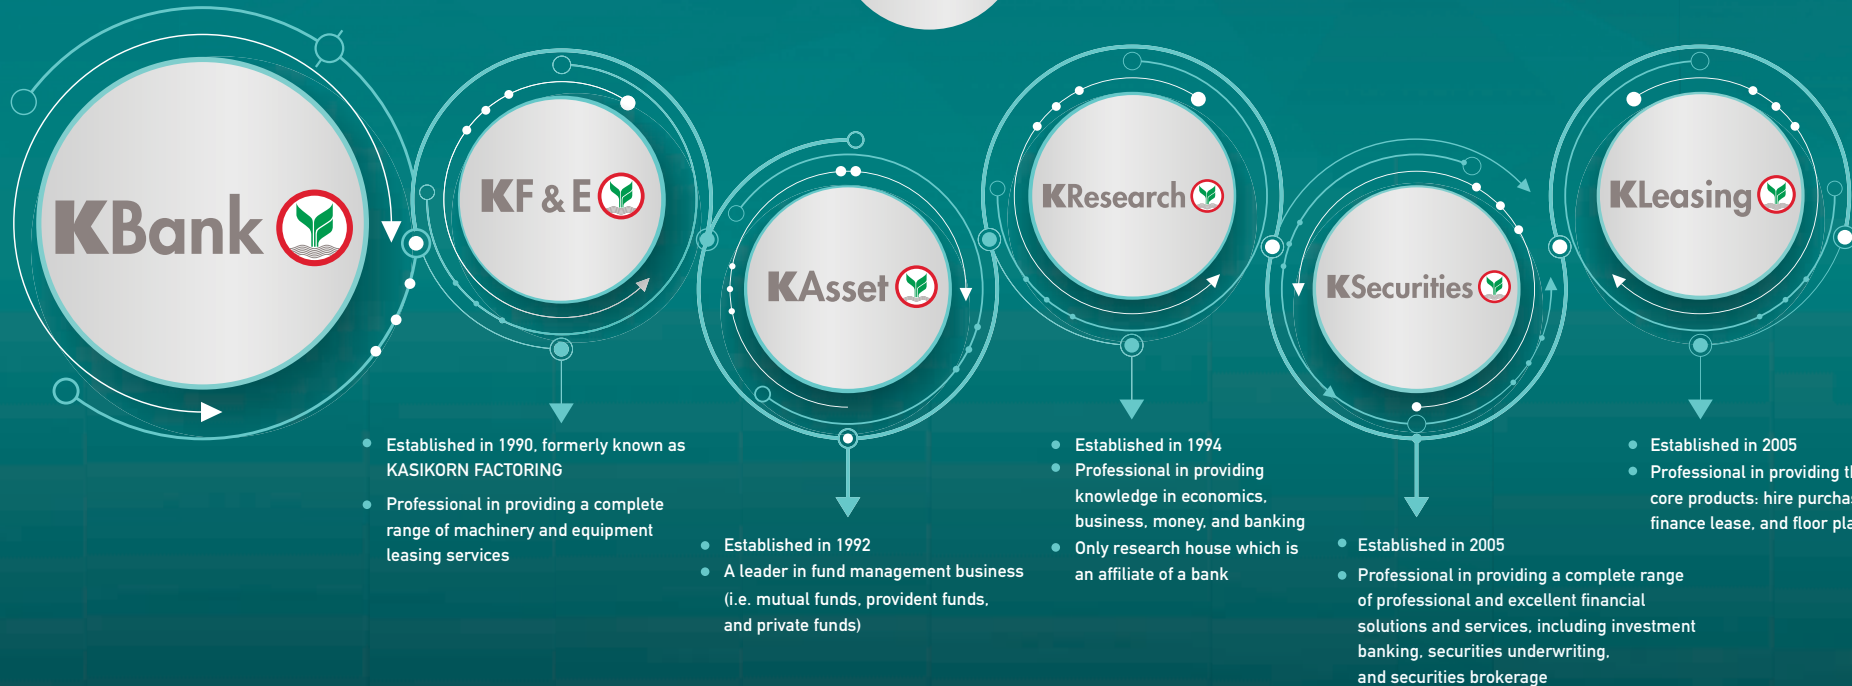 KBank
KF & E
KAsset
KResearch
KSecurities
KLeasing
Established in 1990, formerly known as
KASIKORN FACTORING
Professional in providing a complete
range of machinery and equipment
leasing services
Established in 1992
A leader in fund management business
(i.e. mutual funds, provident funds,
and private funds)
Established in 1994
Professional in providing
knowledge in economics,
business, money, and banking
Only research house which is
an affiliate of a bank
Established in 2005
Professional in providing a complete range
of professional and excellent financial
solutions and services, including investment
banking, securities underwriting,
and securities brokerage
Established in 2005
Professional in providing
core products: hire
finance lease, and floor